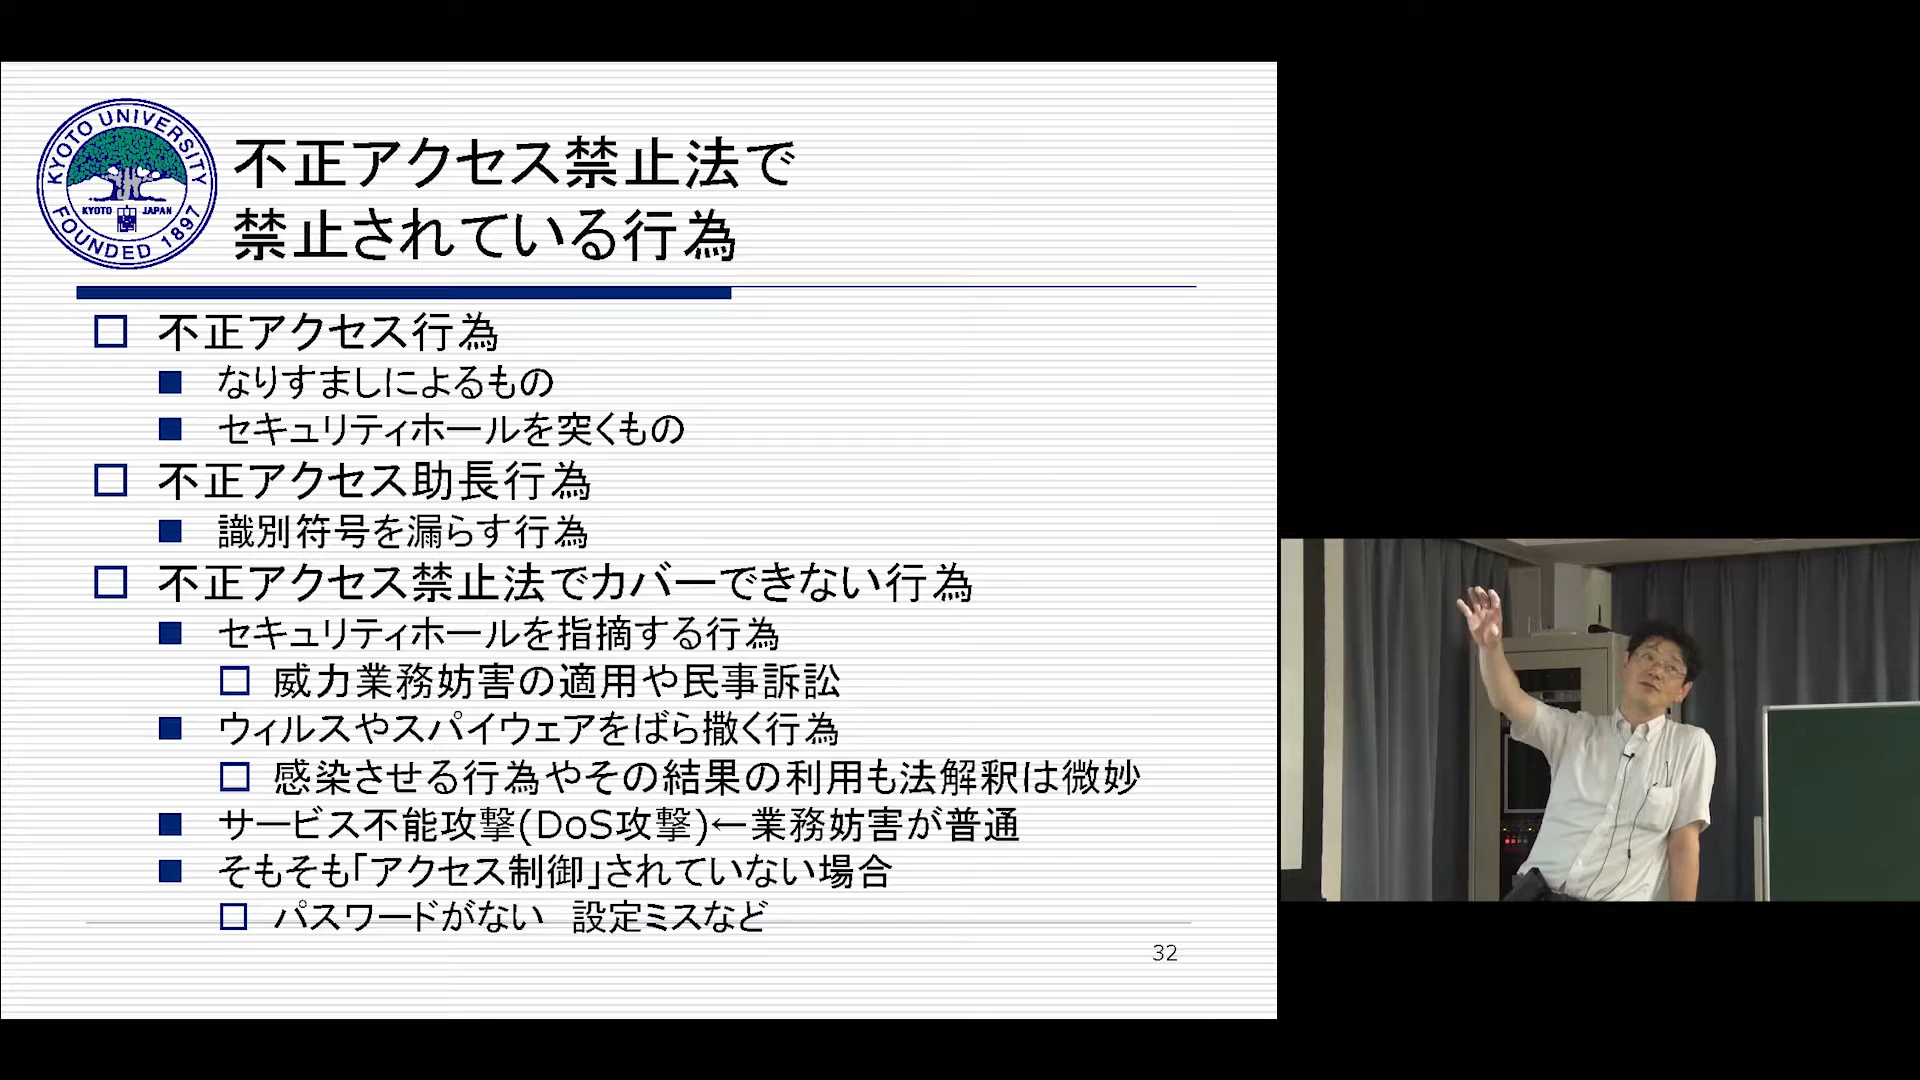 KYOTO UNIVERSITY
KYOTO JAPAN
FOUNDED 1897
不正アクセス禁止法で
禁止されている行為
不正アクセス行為
なりすましによるもの
セキュリティホールを突くもの
不正アクセス助長行為
識別符号を漏らす行為
不正アクセス禁止法でカバーできない行為
セキュリティホールを指摘する行為
威力業務妨害の適用や民事訴訟
ウィルスやスパイウェアをばら撒く行為
感染させる行為やその結果の利用も法解釈は微妙
サービス不能攻撃(DoS攻撃)←業務妨害が普通
そもそも｢アクセス制御｣されていない場合
パスワードがない　設定ミスなど
32